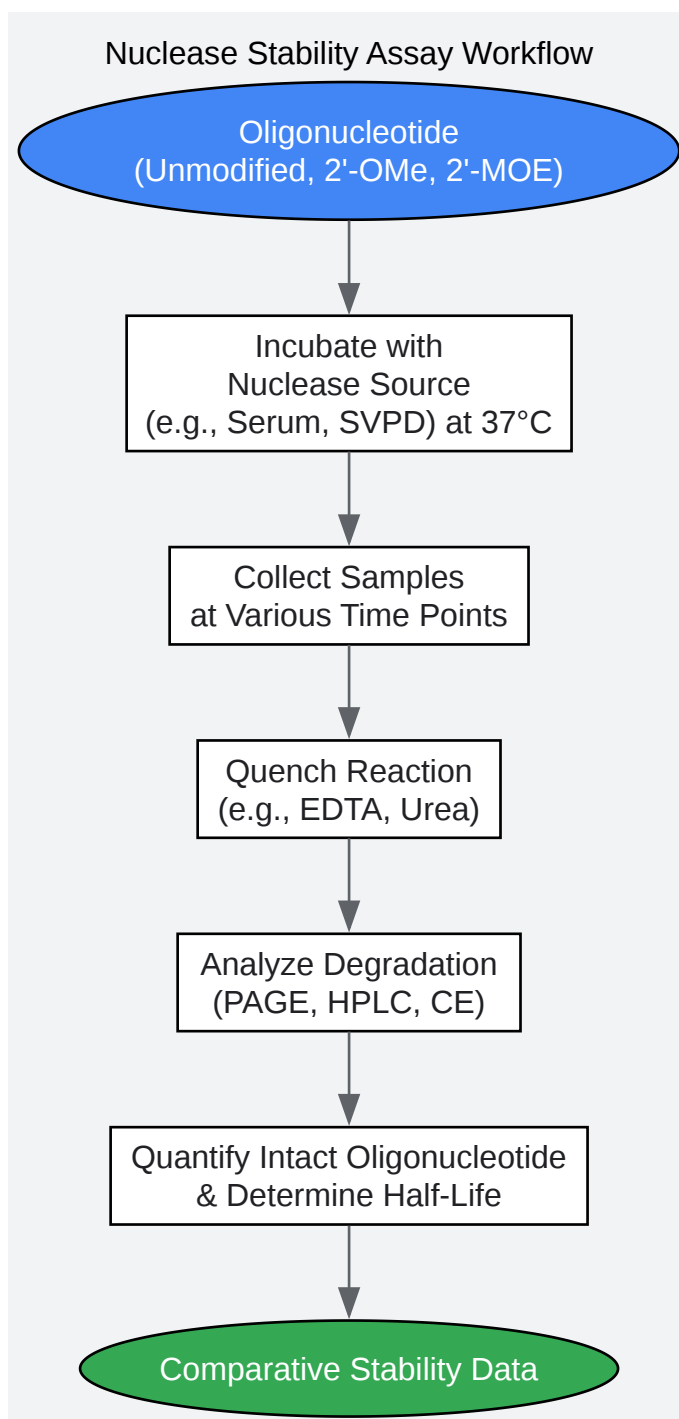 Nuclease Stability Assay Workflow
Oligonucleotide
(Unmodified, 2'-OMe, 2'-MOE)
Incubate with
Nuclease Source
(e.g., Serum, SVPD) at 37°C
Collect Samples
at Various Time Points
Quench Reaction
(e.g., EDTA, Urea)
Analyze Degradation
(PAGE, HPLC, CE)
Quantify Intact Oligonucleotide
& Determine Half-Life
Comparative Stability Data